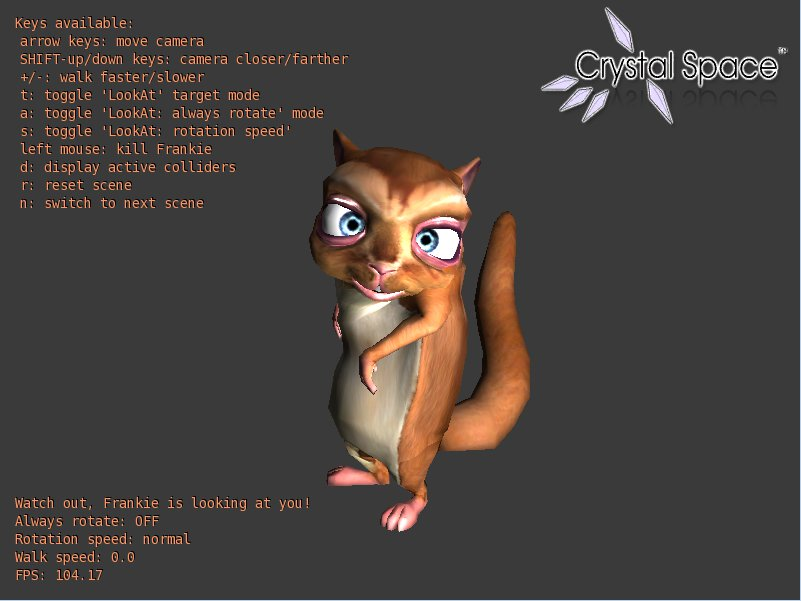 Keys available:
arrow keys: move camera
SHIFT-up/down keys: camera closer/farther
+/-: walk faster/slower
t: toggle 'LookAt' target mode
a: toggle 'LookAt: always rotate' mode
s: toggle 'LookAt: rotation speed'
left mouse: kill Frankie
d: display active colliders
r: reset scene
n: switch to next scene
Crystal Space™
Watch out, Frankie is looking at you!
Always rotate: OFF
Rotation speed: normal
Walk speed: 0.0
FPS: 104.17